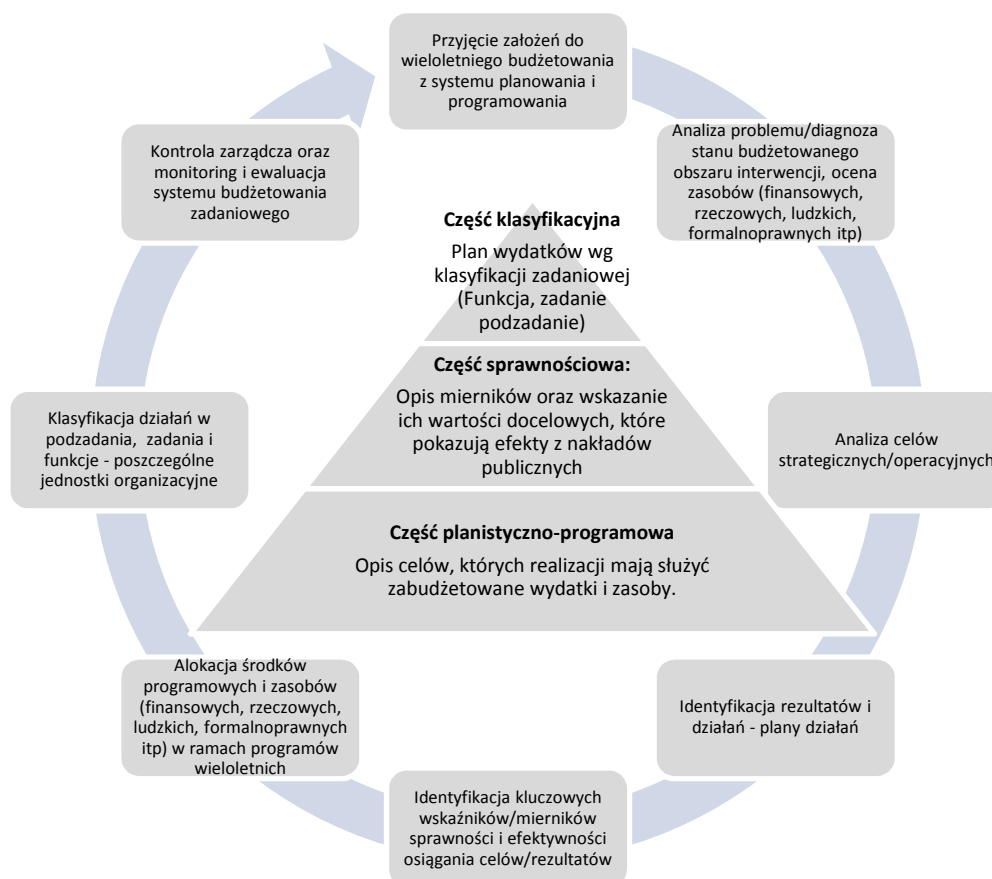 Przyjęcie założeń do
wieloletniego budżetowania
z systemu planowania i
programowania
Analiza problemu/diagnoza
stanu budżetowanego
obszaru interwencji, ocena
zasobów (finansowych,
rzeczowych, ludzkich,
formalnoprawnych itp)
Analiza celów
strategicznych/operacyjnych
Identyfikacja rezultatów i
działań - plany działań
Identyfikacja kluczowych
wskaźników/mierników
sprawności i efektywności
osiągania celów/rezultatów
Alokacja środków
programowych i zasobów
(finansowych, rzeczowych,
ludzkich, formalnoprawnych
itp) w ramach programów
wieloletnich
Klasyfikacja działań w
podzadania, zadania i
funkcje - poszczególne
jednostki organizacyjne
Kontrola zarządcza oraz
monitoring i ewaluacja
systemu budżetowania
zadaniowego
Część klasyfikacyjna
Plan wydatków wg
klasyfikacji zadaniowej
(Funkcja, zadanie
podzadanie)
Część sprawnościowa:
Opis mierników oraz wskazanie
ich wartości docelowych, które
pokazują efekty z nakładów
publicznych
Część planistyczno-programowa
Opis celów, których realizacji mają służyć
zabudżetowane wydatki i zasoby.